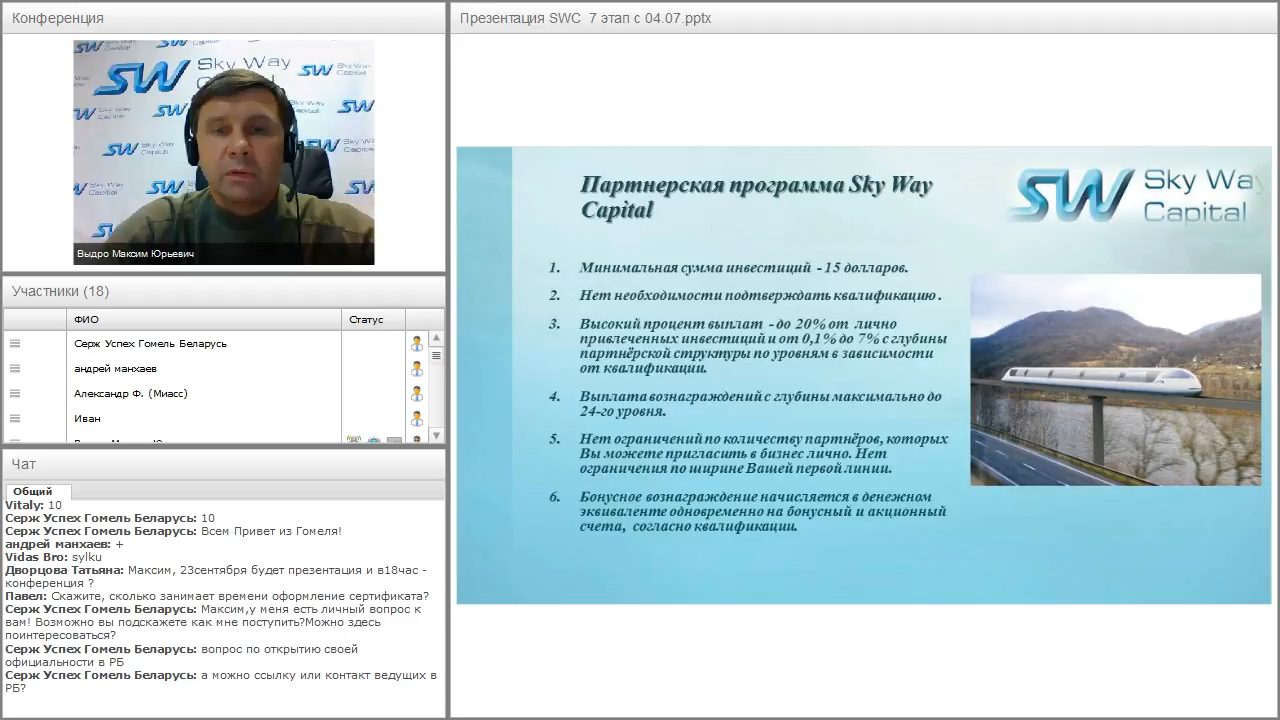 Конференция
SW Sky Way
Capital
Выдро Максим Юрьевич
Участники (18)
ФИО
Статус
Серж Успех Гомель Беларусь
андрей манхаев
Александр Ф. (Миасс)
Иван
Чат
Общий
Vitaly: 10
Серж Успех Гомель Беларусь: 10
Серж Успех Гомель Беларусь: Всем Привет из Гомеля!
андрей манхаев: +
Vidas Bro: sylku
Дворцова Татьяна: Максим, 23сентября будет презентация и в18час -
конференция ?
Павел: Скажите, сколько занимает времени оформление сертификата?
Серж Успех Гомель Беларусь: Максим,у меня есть личный вопрос к
вам! Возможно вы подскажете как мне поступить?Можно здесь
поинтересоваться?
Серж Успех Гомель Беларусь: вопрос по открытию своей
официальности в РБ
Серж Успех Гомель Беларусь: а можно ссылку или контакт ведущих в
РБ?
Презентация SWC  7 этап с 04.07.pptx
Партнерская программа Sky Way
Capital
SW Sky Way
Capital
1. Минимальная сумма инвестиций - 15 долларов.
2. Нет необходимости подтверждать квалификацию .
3. Высокий процент выплат - до 20% от лично
привлеченных инвестиций и от 0,1% до 7% с глубины
партнёрской структуры по уровням в зависимости
от квалификации.
4. Выплата вознаграждений с глубины максимально до
24-го уровня.
5. Нет ограничений по количеству партнёров, которых
Вы можете пригласить в бизнес лично. Нет
ограничения по ширине Вашей первой линии.
6. Бонусное вознаграждение начисляется в денежном
эквиваленте одновременно на бонусный и акционный
счета, согласно квалификации.